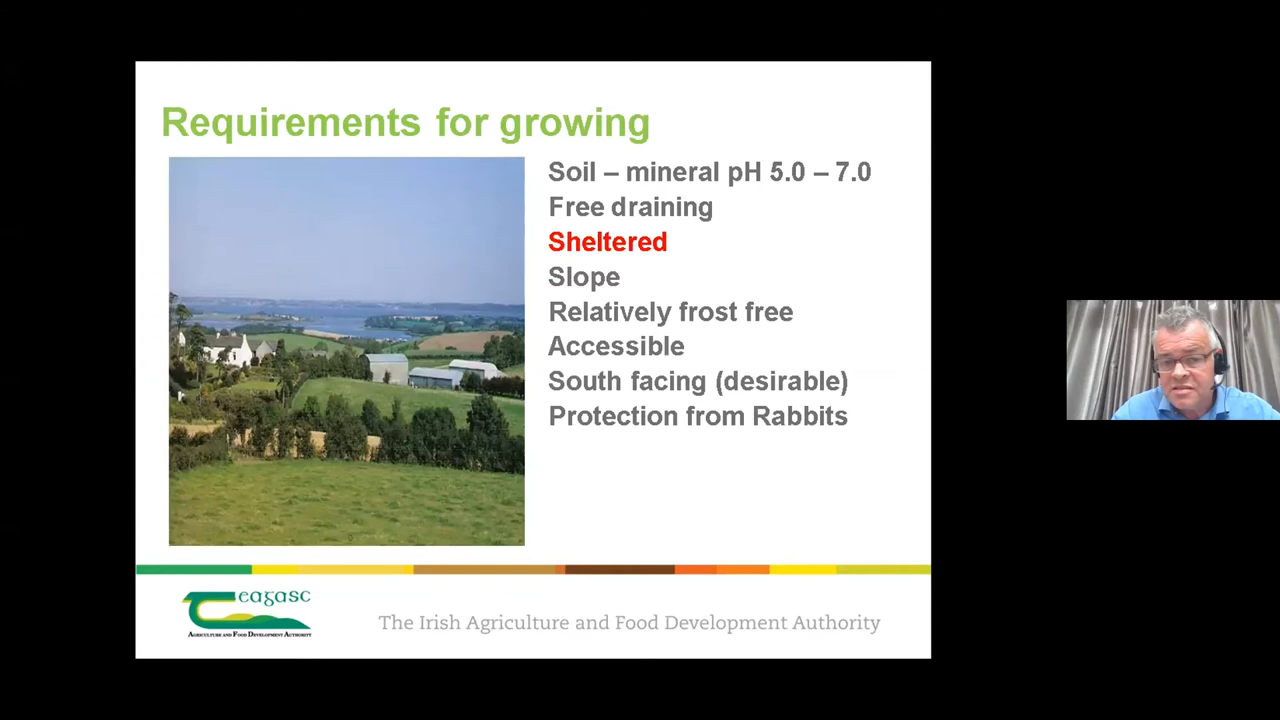 Requirements for growing
Soil – mineral pH 5.0 – 7.0
Free draining
Sheltered
Slope
Relatively frost free
Accessible
South facing (desirable)
Protection from Rabbits
Teagasc
AGRICULTURE AND FOOD DEVELOPMENT AUTHORITY
The Irish Agriculture and Food Development Authority